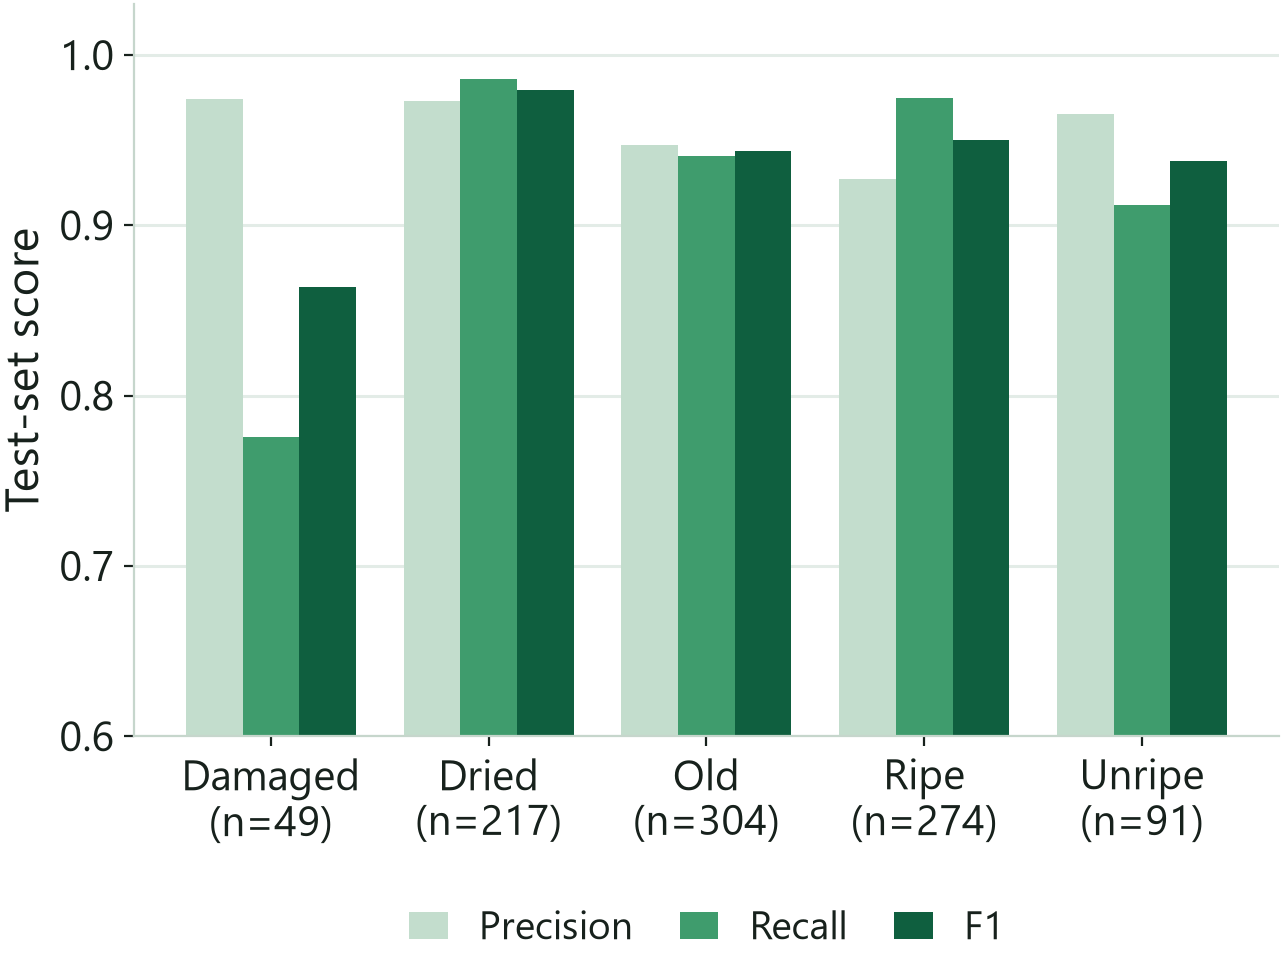 Test-set score
1.0
0.9
0.8
0.7
0.6
Damaged
(n=49)
Dried
(n=217)
Old
(n=304)
Ripe
(n=274)
Unripe
(n=91)
Precision
Recall
F1